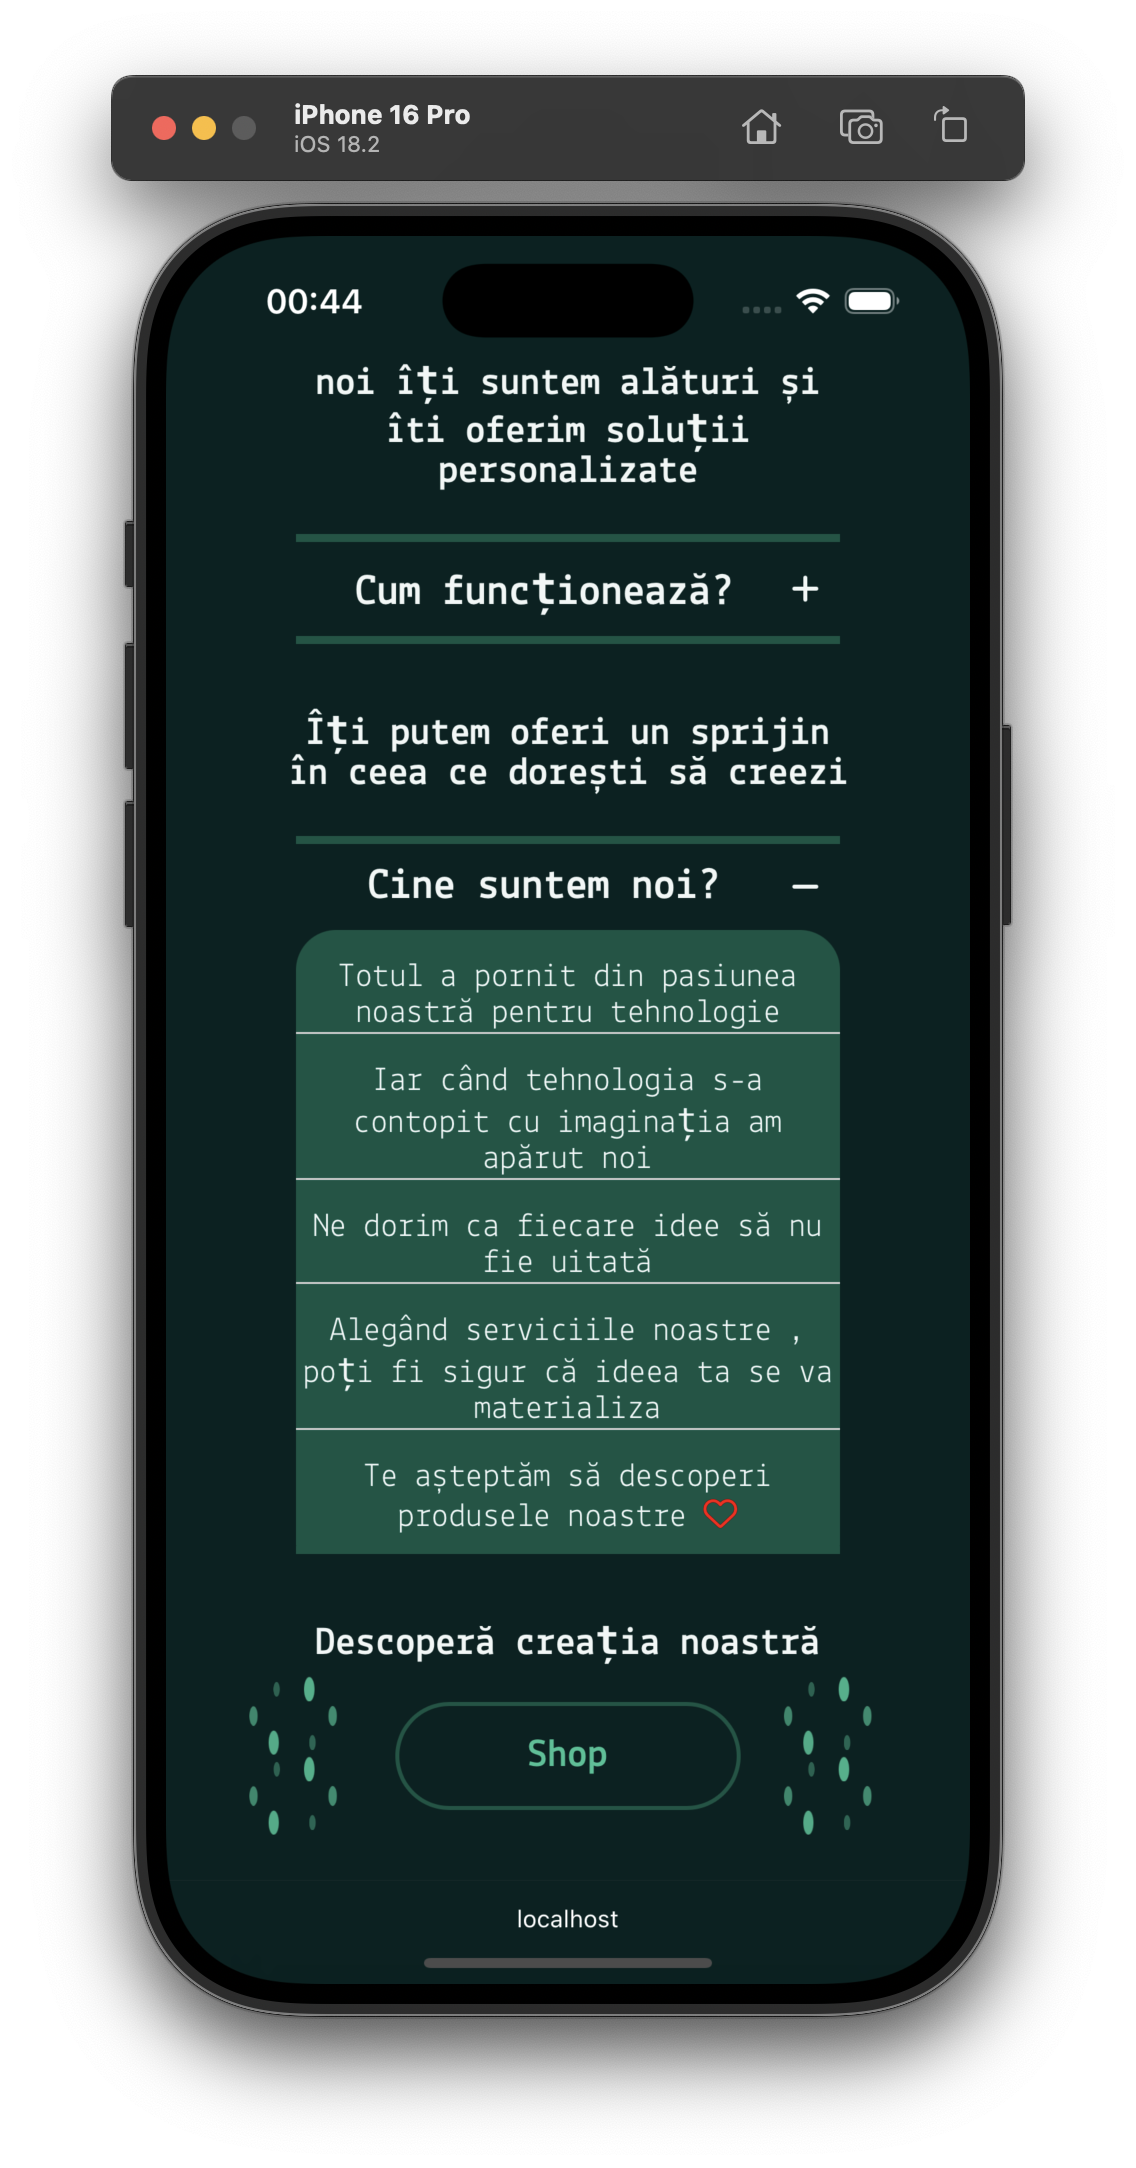 iPhone 16 Pro
iOS 18.2
00:44
noi îți suntem alături și
îti oferim soluții
personalizate
Cum funcționează? +
Îți putem oferi un sprijin
în ceea ce dorești să creezi
Cine suntem noi? –
Totul a pornit din pasiunea
noastră pentru tehnologie
Iar când tehnologia s-a
contopit cu imaginația am
apărut noi
Ne dorim ca fiecare idee să nu
fie uitată
Alegând serviciile noastre ,
poți fi sigur că ideea ta se va
materializa
Te așteptăm să descoperi
produsele noastre
Descoperă creația noastră
Shop
localhost